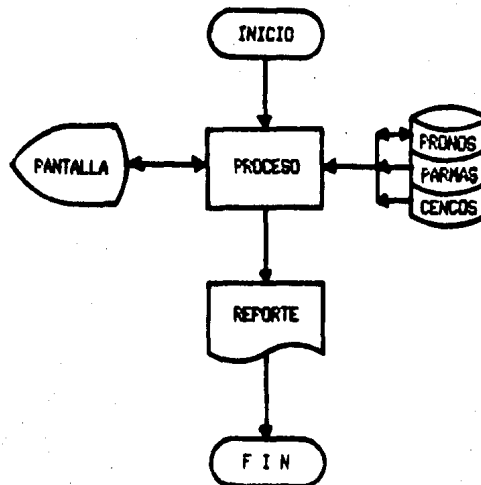 INICIO
PRONOS
PANTALLA
PROCESO
PARMAS
CENCOS
REPORTE
F I N